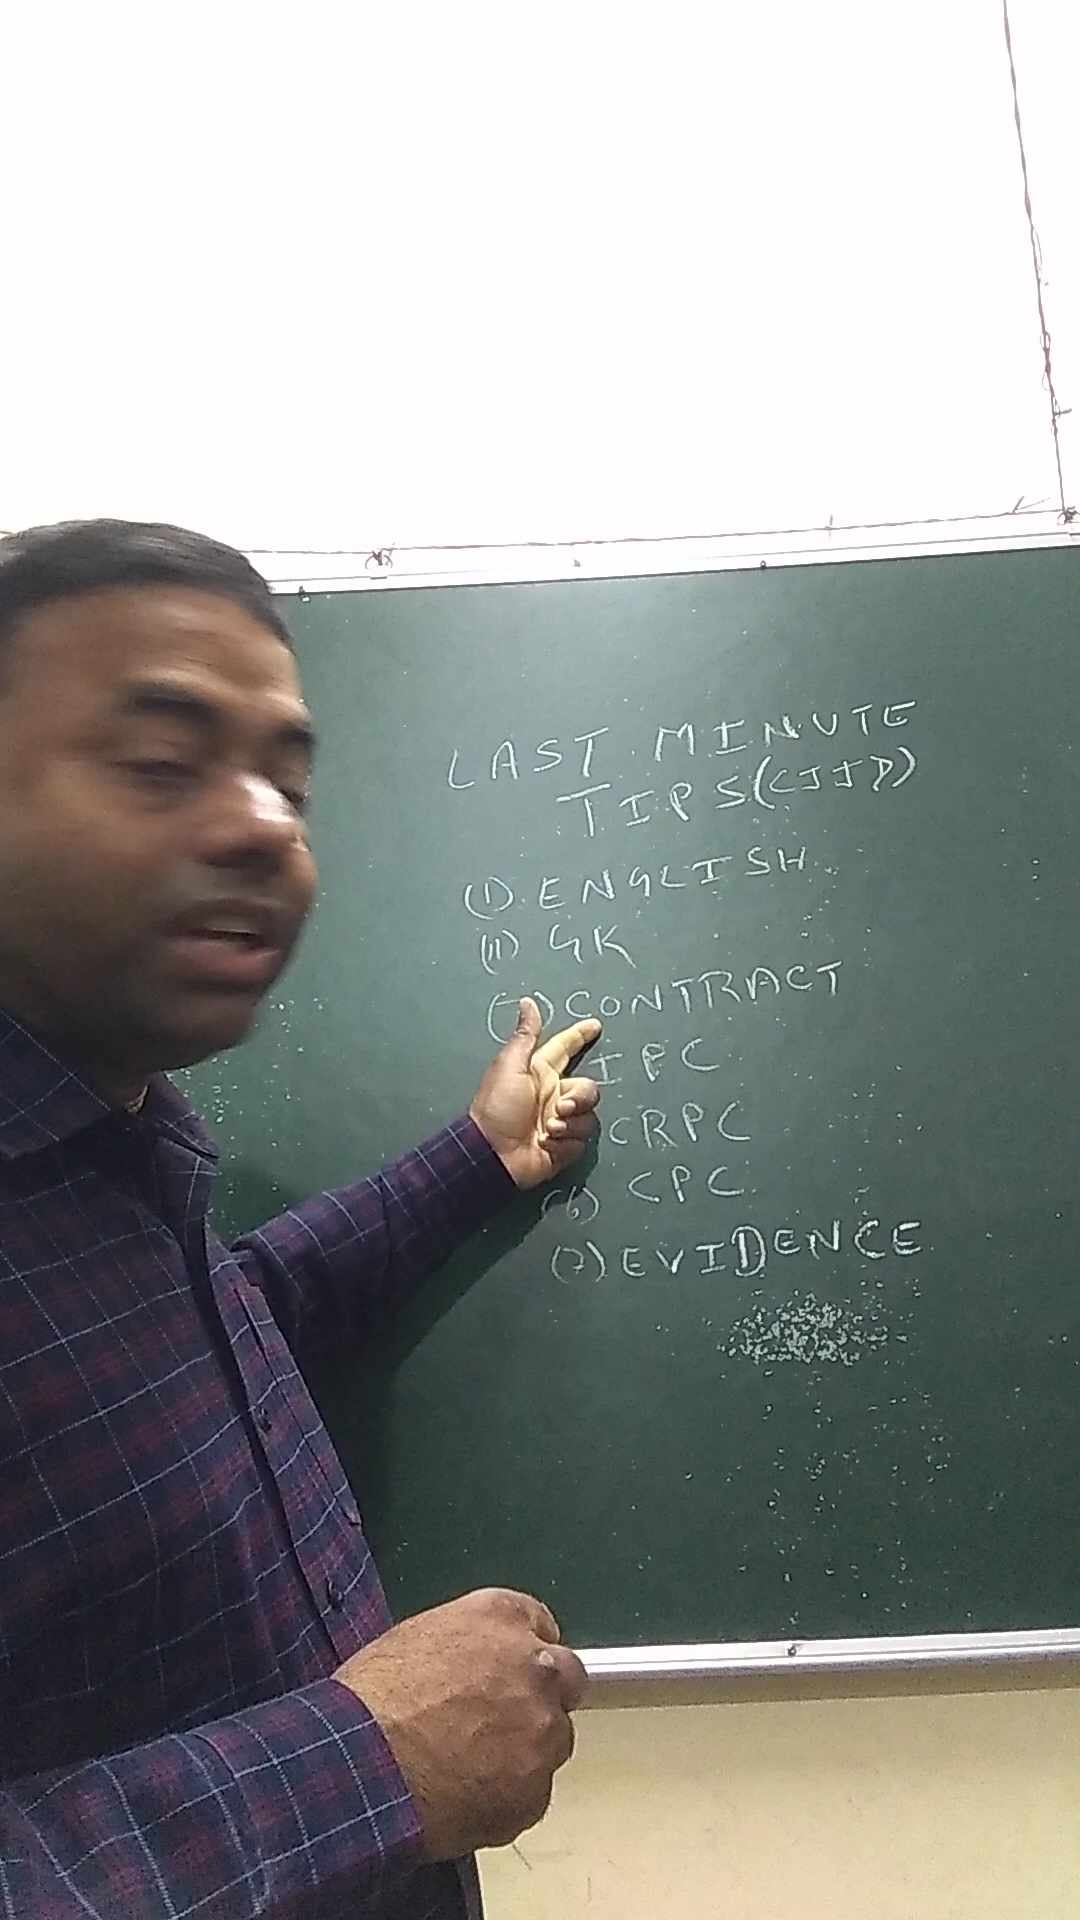 LAST MINUTE
TIPS (CJJD)
(1). ENGLISH
(11) GK
CONTRACT
IPC
CRPC
(6) CPC
(7) EVIDENCE